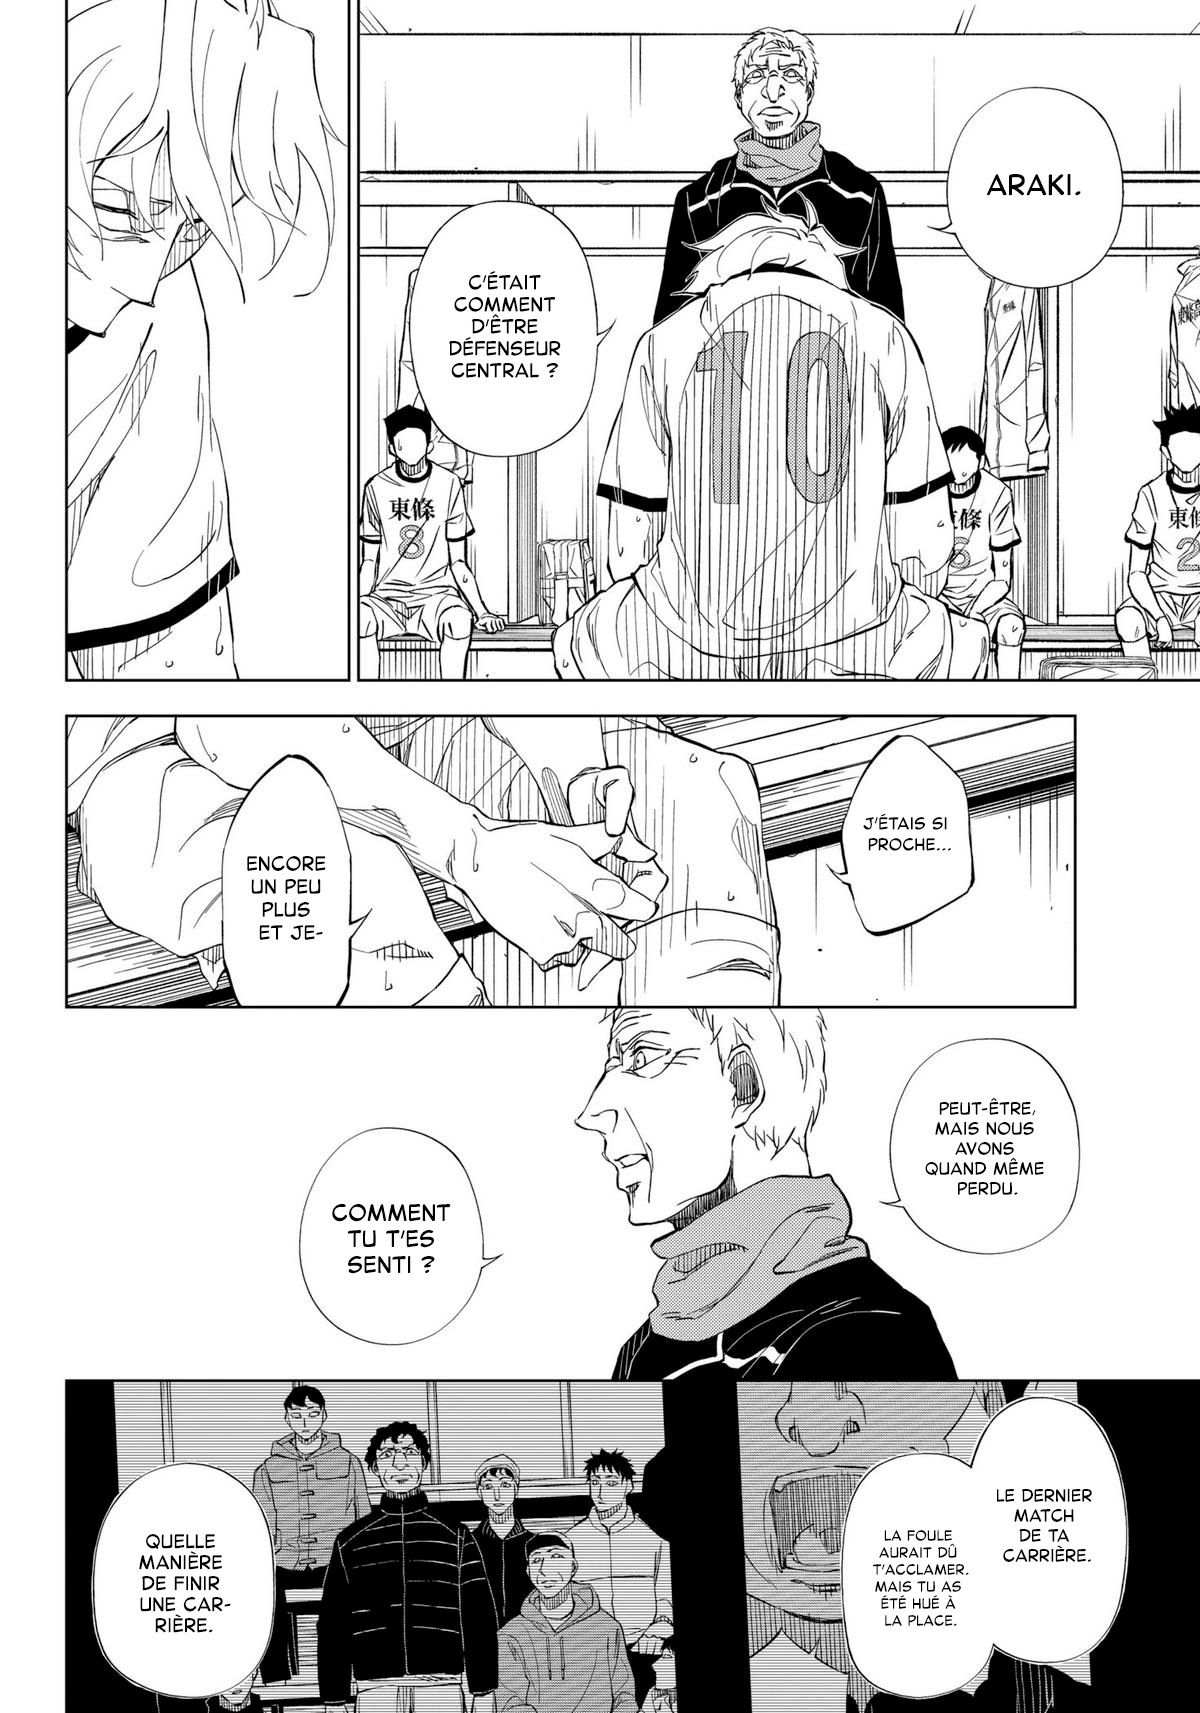 ARAKI.
C'ÉTAIT
COMMENT
D'ÊTRE
DÉFENSEUR
CENTRAL ?
10
東條
8
東條
6
東條
2
J'ÉTAIS SI
PROCHE...
ENCORE
UN PEU
PLUS
ET JE-
PEUT-ÊTRE,
MAIS NOUS
AVONS
QUAND MÊME
PERDU.
COMMENT
TU T'ES
SENTI ?
LE DERNIER
MATCH
DE TA
CARRIÈRE.
LA FOULE
AURAIT DÛ
T'ACCLAMER,
MAIS TU AS
ÉTÉ HUÉ À
LA PLACE.
QUELLE
MANIÈRE
DE FINIR
UNE CAR-
RIÈRE.